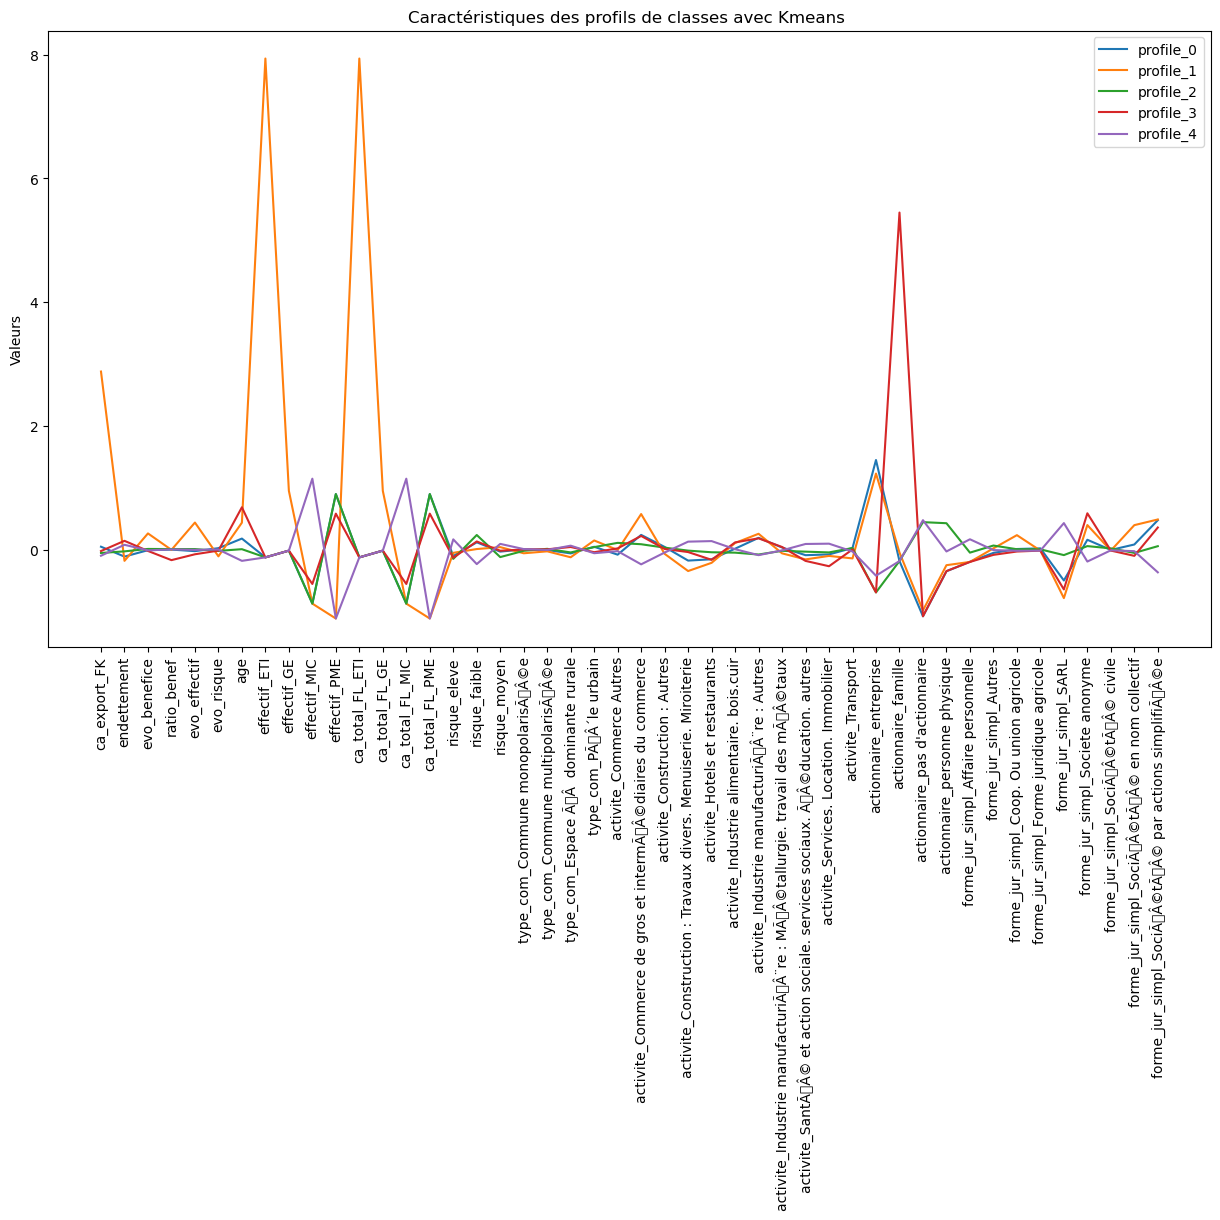 Caractéristiques des profils de classes avec Kmeans
profile_0
profile_1
profile_2
profile_3
profile_4
Valeurs
8
6
4
2
0
ca_export_FK
endettement
evo_benefice
ratio_benef
evo_effectif
evo_risque
age
effectif_ETI
effectif_GE
effectif_MIC
effectif_PME
ca_total_FL_ETI
ca_total_FL_GE
ca_total_FL_MIC
ca_total_FL_PME
risque_eleve
risque_faible
risque_moyen
type_com_Commune monopolarisÃ▯Â©e
type_com_Commune multipolarisÃ▯Â©e
type_com_Espace Ã▯Â  dominante rurale
type_com_PÃ▯Â´le urbain
activite_Commerce Autres
activite_Commerce de gros et intermÃ▯Â©diaires du commerce
activite_Construction : Autres
activite_Construction : Travaux divers. Menuiserie. Miroiterie
activite_Hotels et restaurants
activite_Industrie alimentaire. bois.cuir
activite_Industrie manufacturiÃ▯Â¨re : Autres
activite_Industrie manufacturiÃ▯Â¨re : MÃ▯Â©tallurgie. travail des mÃ▯Â©taux
activite_SantÃ▯Â© et action sociale. services sociaux. Ã▯Â©ducation. autres
activite_Services. Location. Immobilier
activite_Transport
actionnaire_entreprise
actionnaire_famille
actionnaire_pas d'actionnaire
actionnaire_personne physique
forme_jur_simpl_Affaire personnelle
forme_jur_simpl_Autres
forme_jur_simpl_Coop. Ou union agricole
forme_jur_simpl_Forme juridique agricole
forme_jur_simpl_SARL
forme_jur_simpl_Societe anonyme
forme_jur_simpl_SociÃ▯Â©tÃ▯Â© civile
forme_jur_simpl_SociÃ▯Â©tÃ▯Â© en nom collectif
forme_jur_simpl_SociÃ▯Â©tÃ▯Â© par actions simplifiÃ▯Â©e